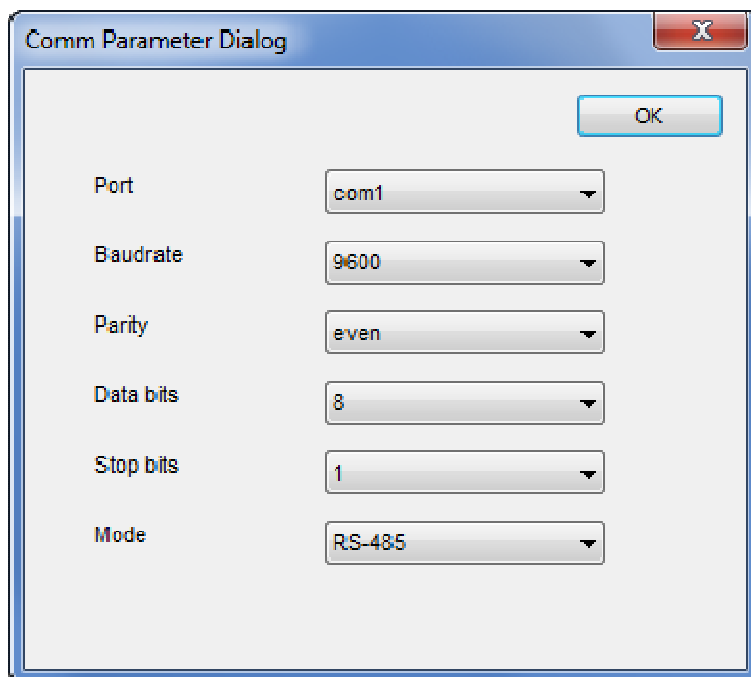 Comm Parameter Dialog
X
OK
Port com1
Baudrate 9600
Parity even
Data bits 8
Stop bits 1
Mode RS-485